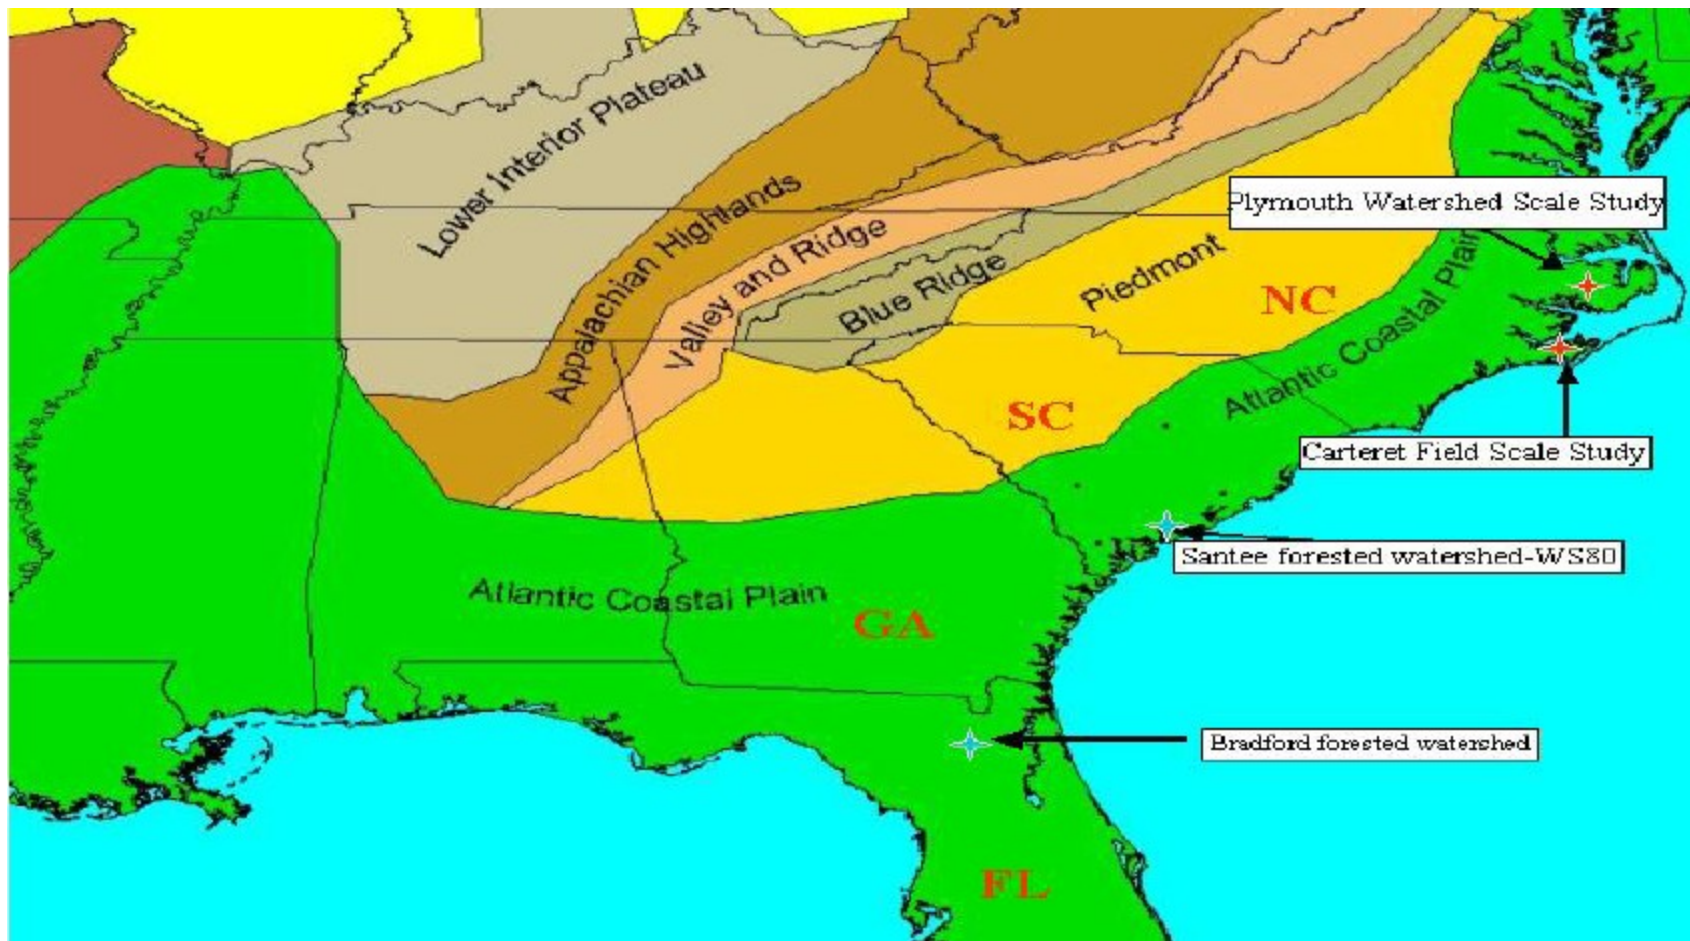 Lower Interior Plateau
Appalachian Highlands
Valley and Ridge
Blue Ridge
Piedmont
Plymouth Watershed Scale Study
NC
Atlantic Coastal Plain
SC
Carteret Field Scale Study
Santee forested watershed-WS80
Atlantic Coastal Plain
GA
Bradford forested watershed
FL